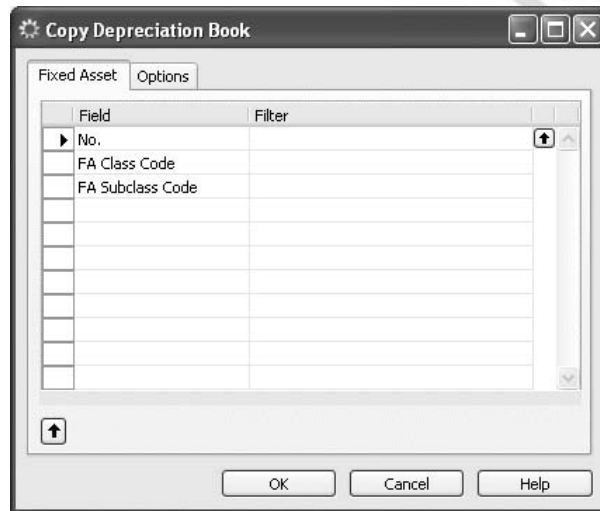 Copy Depreciation Book
Fixed Asset Options
Field Filter
No.
FA Class Code
FA Subclass Code
OK Cancel Help